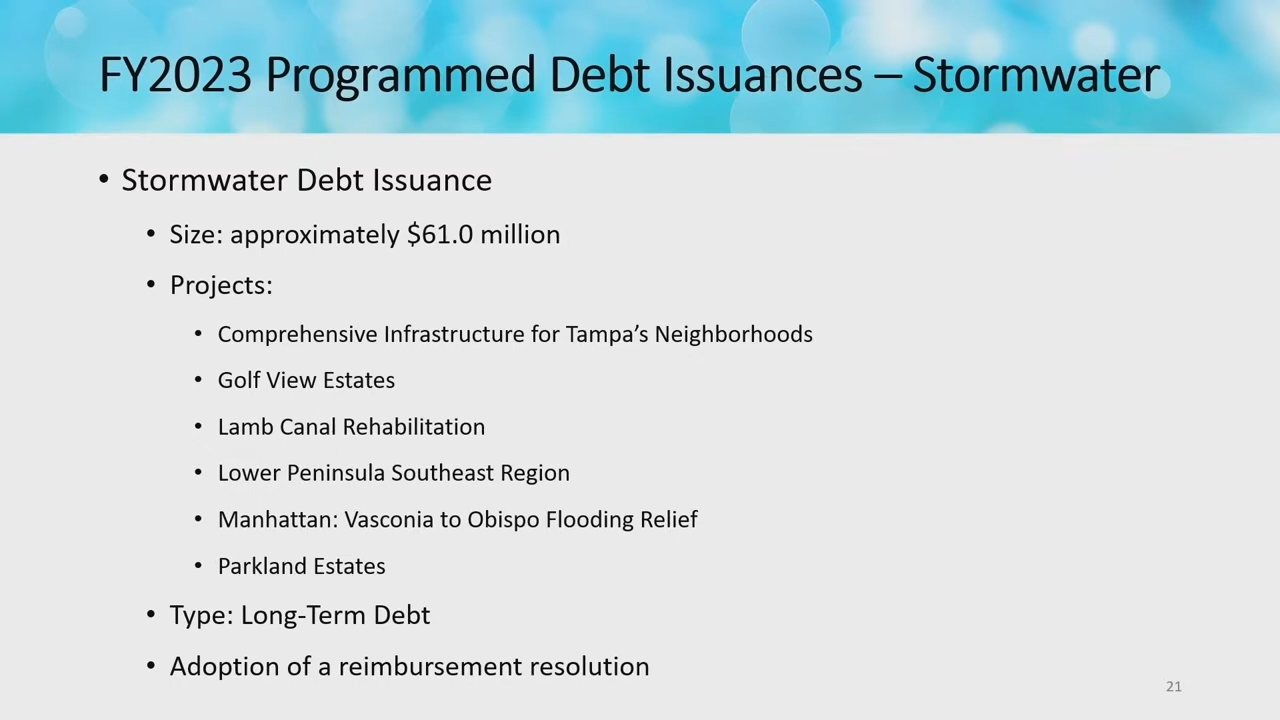 FY2023 Programmed Debt Issuances – Stormwater
• Stormwater Debt Issuance
• Size: approximately $61.0 million
• Projects:
• Comprehensive Infrastructure for Tampa’s Neighborhoods
• Golf View Estates
• Lamb Canal Rehabilitation
• Lower Peninsula Southeast Region
• Manhattan: Vasconia to Obispo Flooding Relief
• Parkland Estates
• Type: Long-Term Debt
• Adoption of a reimbursement resolution
21